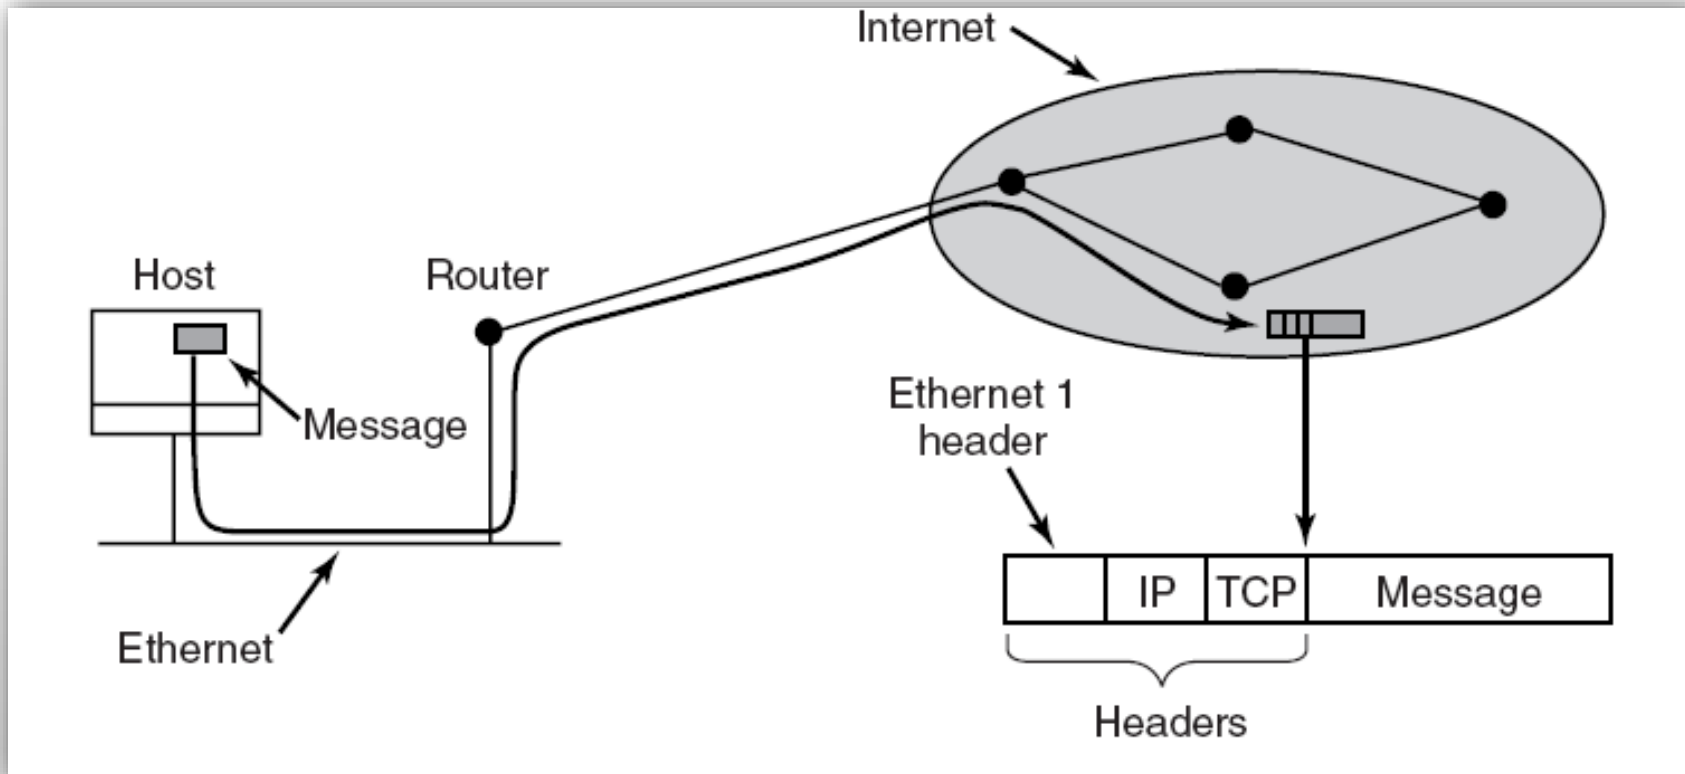 Internet
Host
Router
Message
Ethernet 1
header
IP TCP Message
Ethernet
Headers